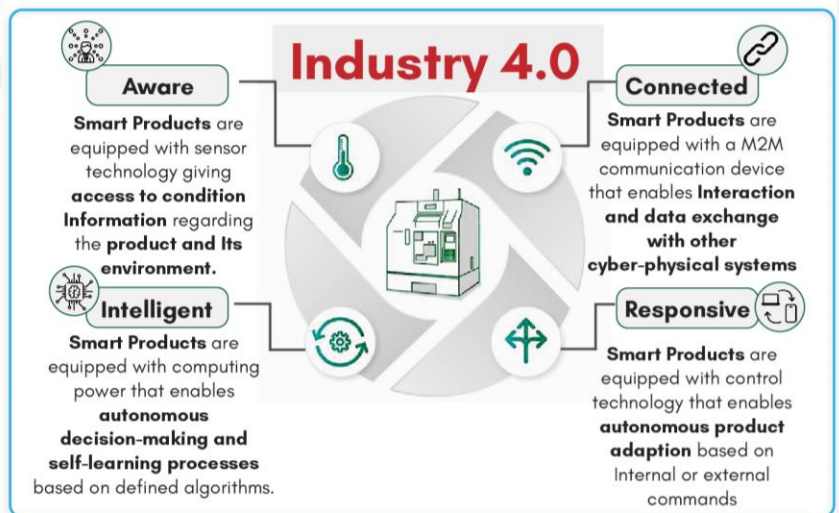 Industry 4.0
Aware
Smart Products are
equipped with sensor
technology giving
access to condition
Information regarding
the product and Its
environment.
Connected
Smart Products are
equipped with a M2M
communication device
that enables Interaction
and data exchange
with other
cyber-physical systems
Intelligent
Smart Products are
equipped with computing
power that enables
autonomous
decision-making and
self-learning processes
based on defined algorithms.
Responsive
Smart Products are
equipped with control
technology that enables
autonomous product
adaption based on
Internal or external
commands